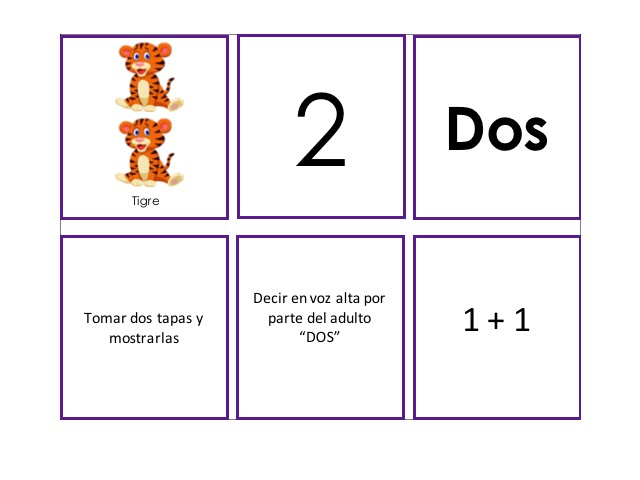 Tigre
2
Dos
Tomar dos tapas y
mostrarlas
Decir en voz alta por
parte del adulto
“DOS”
1 + 1